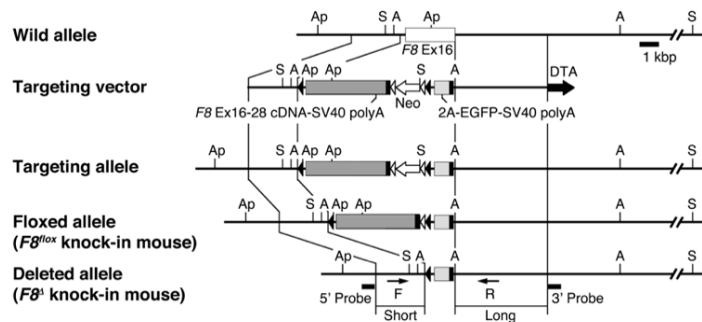 Ap S A Ap A S
Wild allele
F8 Ex16
1 kbp
S A Ap Ap S A DTA
Targeting vector
Neo
F8 Ex16-28 cDNA-SV40 polyA 2A-EGFP-SV40 polyA
Ap S A Ap Ap S A A S
Targeting allele
Ap S A Ap Ap A A S
Floxed allele
(F8flox knock-in mouse)
Ap S A A A S
Deleted allele
(F8Δ knock-in mouse)
5' Probe F R 3' Probe
Short Long